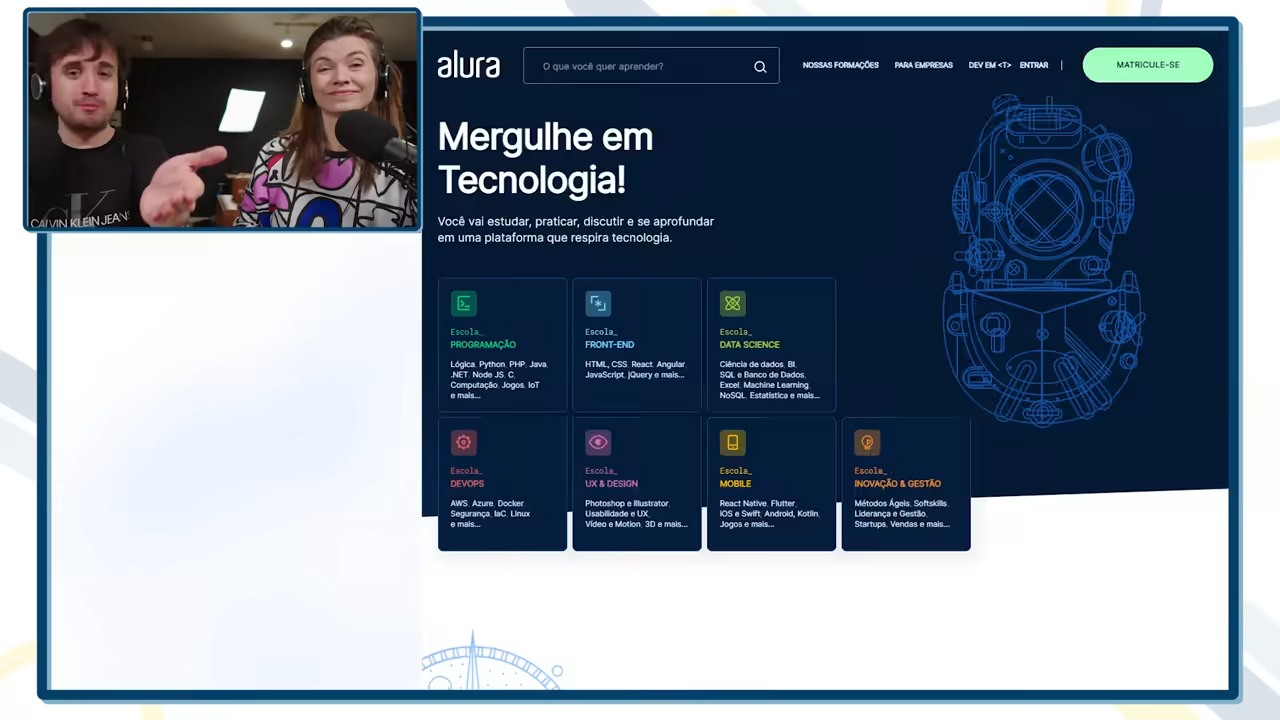 CALVIN KLEIN JEANS
alura
O que você quer aprender?
NOSSAS FORMAÇÕES
PARA EMPRESAS
DEV EM <T>
ENTRAR
MATRICULE-SE
Mergulhe em
Tecnologia!
Você vai estudar, praticar, discutir e se aprofundar
em uma plataforma que respira tecnologia.
Escola_
PROGRAMAÇÃO
Lógica, Python, PHP, Java,
.NET, Node JS, C,
Computação, Jogos, IoT
e mais...
Escola_
FRONT-END
HTML, CSS, React, Angular,
JavaScript, jQuery e mais...
Escola_
DATA SCIENCE
Ciência de dados, BI,
SQL e Banco de Dados,
Excel, Machine Learning,
NoSQL, Estatística e mais...
Escola_
DEVOPS
AWS, Azure, Docker,
Segurança, IaC, Linux
e mais...
Escola_
UX & DESIGN
Photoshop e Illustrator,
Usabilidade e UX,
Vídeo e Motion, 3D e mais...
Escola_
MOBILE
React Native, Flutter,
iOS e Swift, Android, Kotlin,
Jogos e mais...
Escola_
INOVAÇÃO & GESTÃO
Métodos Ágeis, Softskills,
Liderança e Gestão,
Startups, Vendas e mais...